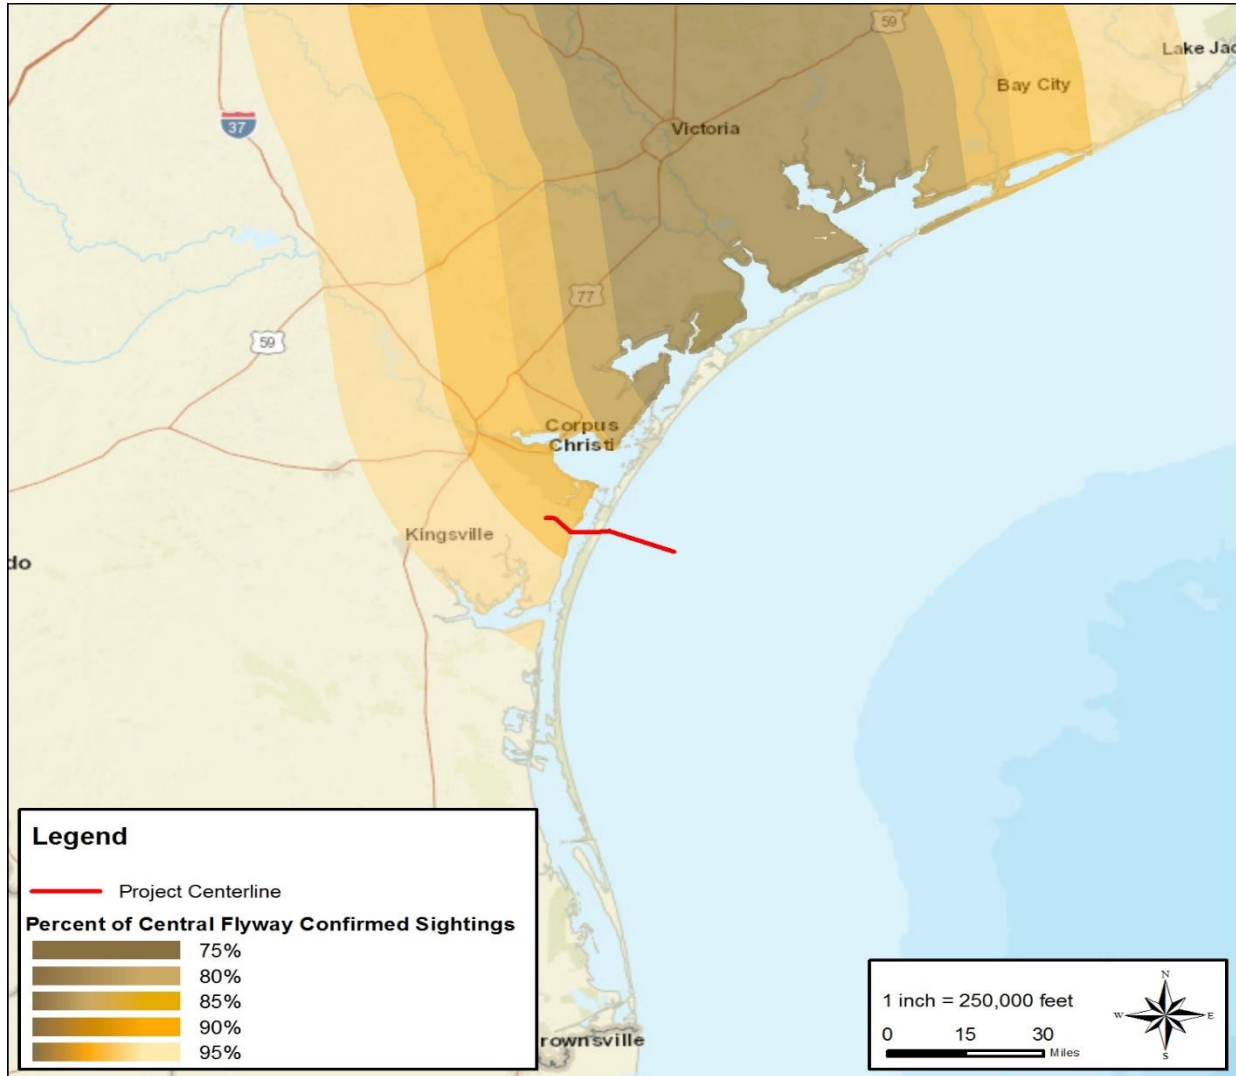 59
Lake Jac
Bay City
37
Victoria
77
59
Corpus
Christi
Kingsville
do
Legend
Project Centerline
Percent of Central Flyway Confirmed Sightings
75%
80%
85%
90%
95%
rownsville
1 inch = 250,000 feet
0 15 30
Miles
N
W E
S